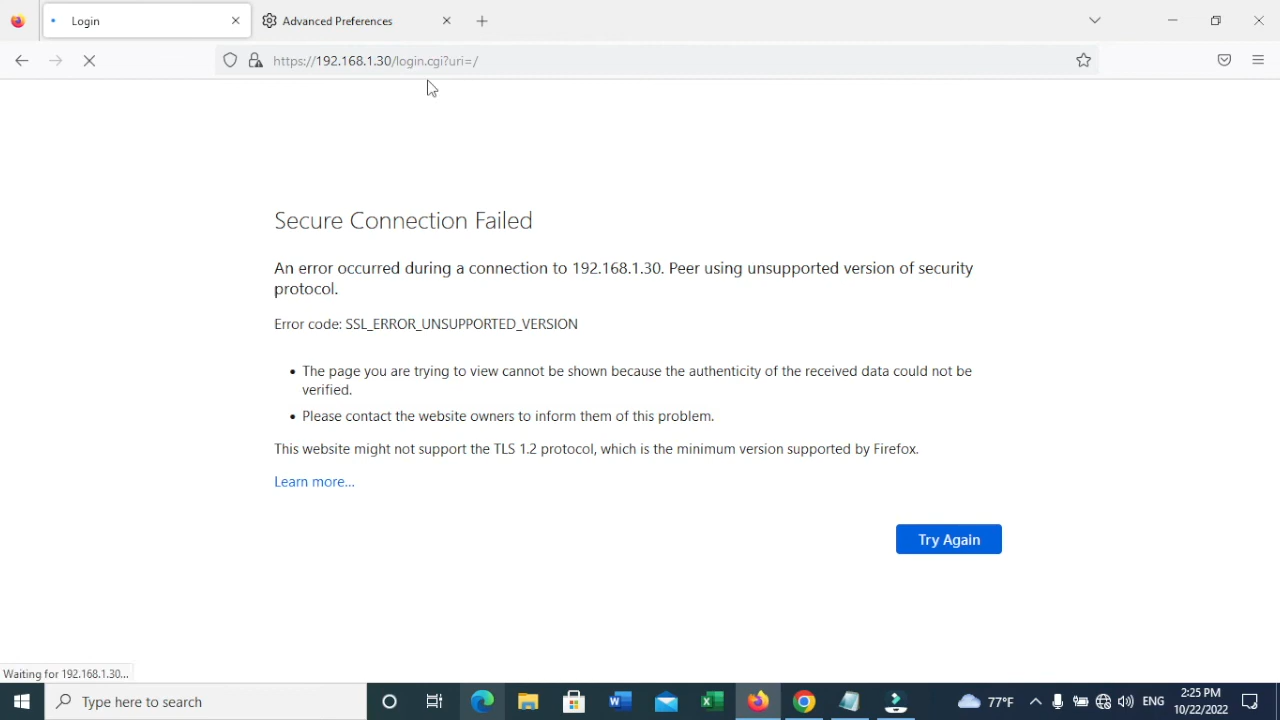 Login
Advanced Preferences
https://192.168.1.30/login.cgi?uri=/
Secure Connection Failed
An error occurred during a connection to 192.168.1.30. Peer using unsupported version of security
protocol.
Error code: SSL_ERROR_UNSUPPORTED_VERSION
• The page you are trying to view cannot be shown because the authenticity of the received data could not be
verified.
• Please contact the website owners to inform them of this problem.
This website might not support the TLS 1.2 protocol, which is the minimum version supported by Firefox.
Learn more...
Try Again
Waiting for 192.168.1.30...
Type here to search
77°F
ENG
2:25 PM
10/22/2022